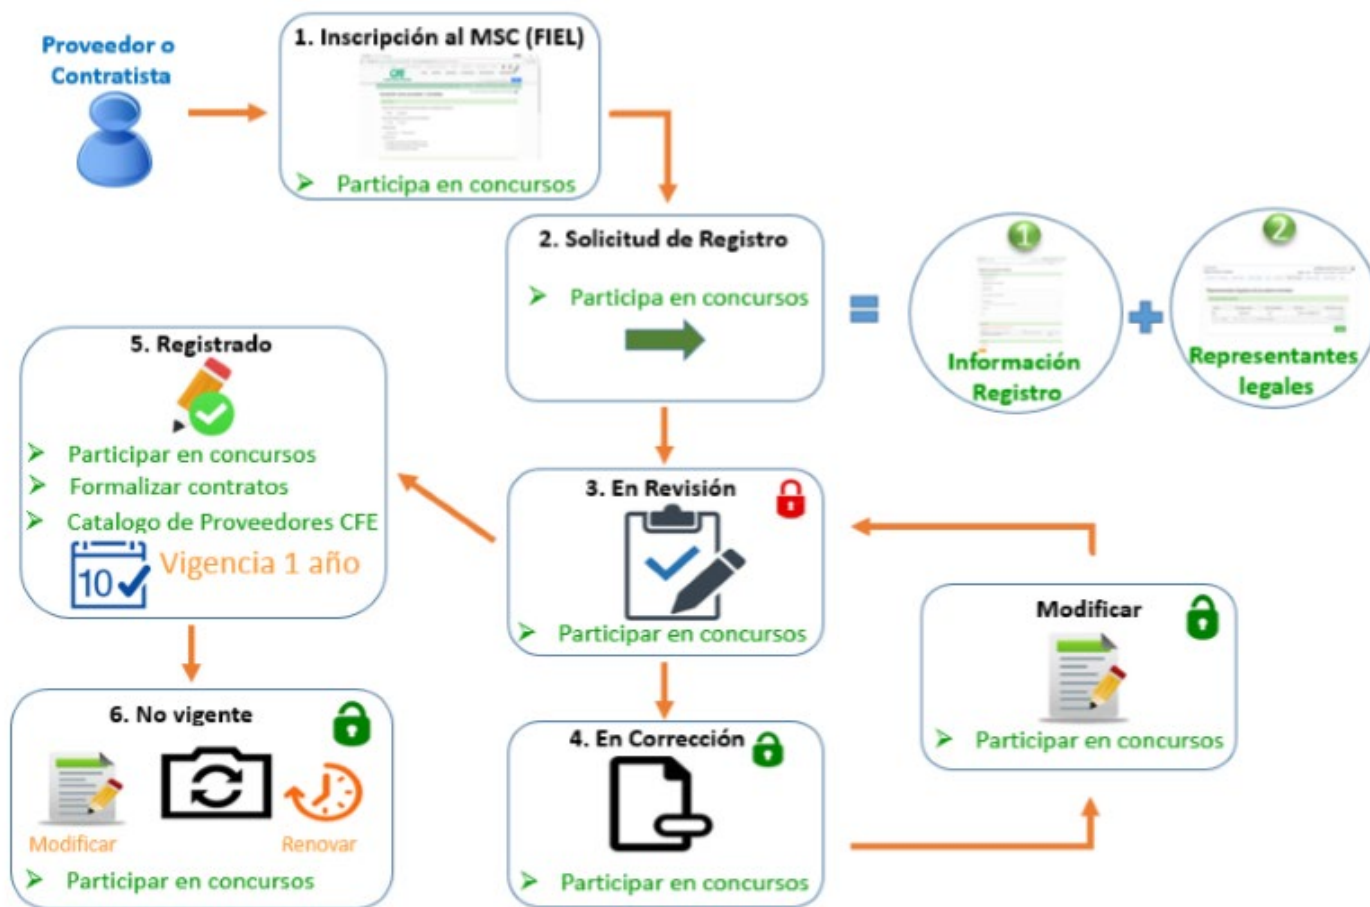 Proveedor o
Contratista
1. Inscripción al MSC (FIEL)
CFE
Participa en concursos
2. Solicitud de Registro
Participa en concursos
1
Información
Registro
2
Representantes
legales
3. En Revisión
Participar en concursos
4. En Corrección
Participar en concursos
Modificar
Participar en concursos
5. Registrado
Participar en concursos
Formalizar contratos
Catalogo de Proveedores CFE
10
Vigencia 1 año
6. No vigente
Modificar
Renovar
Participar en concursos